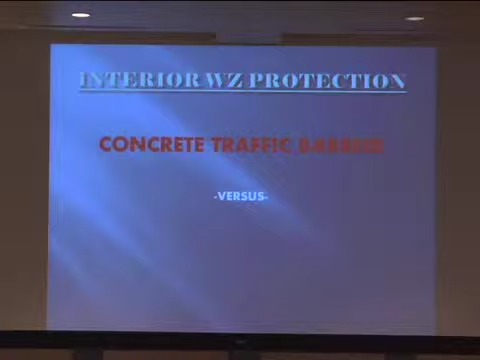 INTERIOR WZ PROTECTION
CONCRETE TRAFFIC BARRIER
-VERSUS-